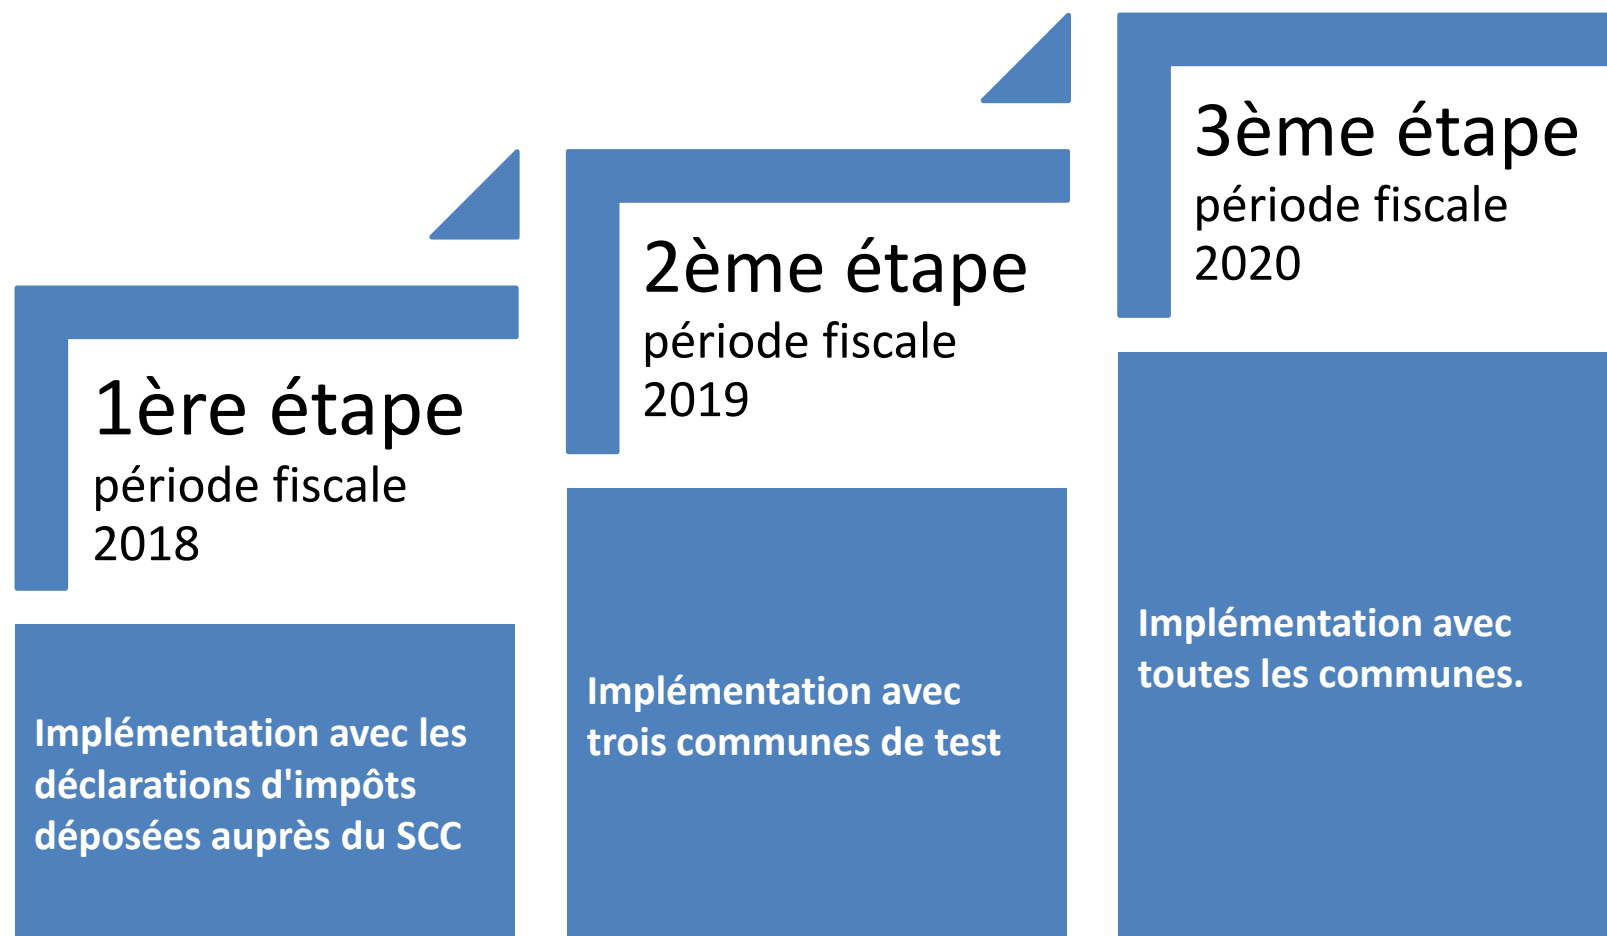 1ère étape
période fiscale
2018
Implémentation avec les
déclarations d'impôts
déposées auprès du SCC
2ème étape
période fiscale
2019
Implémentation avec
trois communes de test
3ème étape
période fiscale
2020
Implémentation avec
toutes les communes.